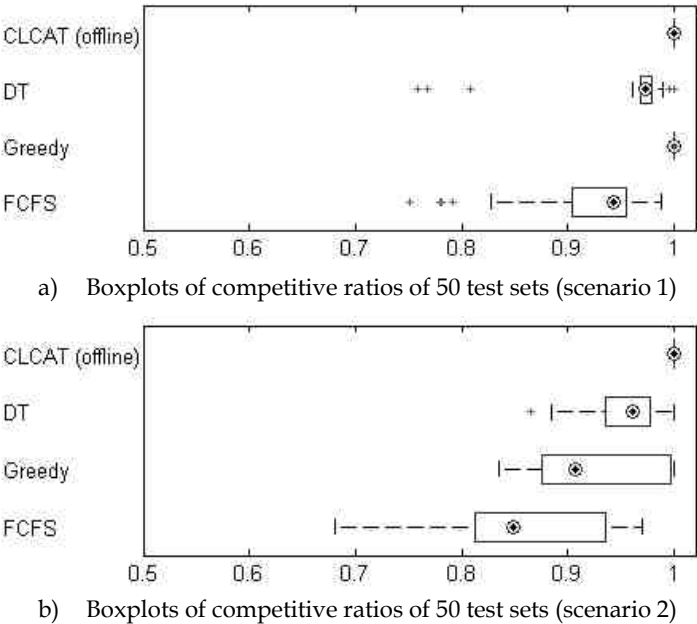 CLCAT (offline)
DT
Greedy
FCFS
0.5 0.6 0.7 0.8 0.9 1
a) Boxplots of competitive ratios of 50 test sets (scenario 1)
CLCAT (offline)
DT
Greedy
FCFS
0.5 0.6 0.7 0.8 0.9 1
b) Boxplots of competitive ratios of 50 test sets (scenario 2)